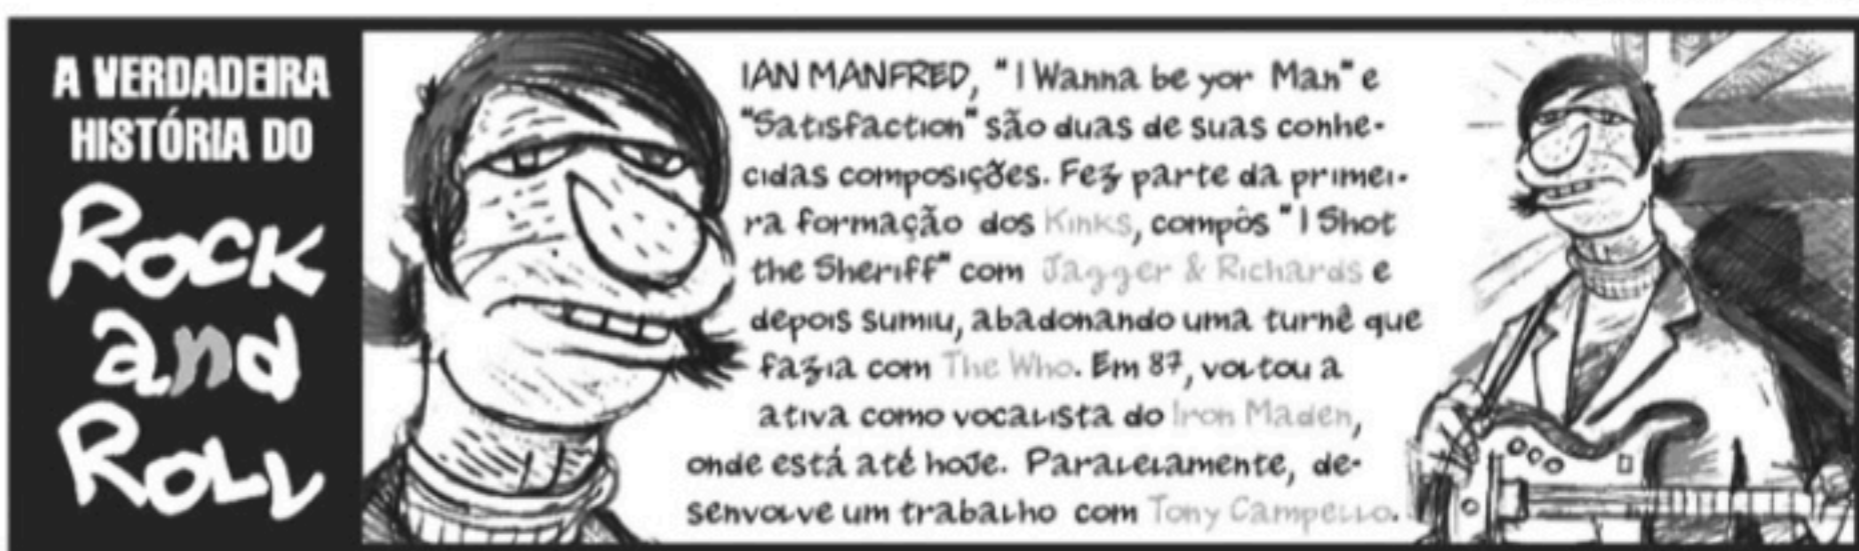 A VERDADEIRA
HISTÓRIA DO
ROCK
and
ROLL
IAN MANFRED, "I Wanna be yor Man" e
"Satisfaction" são duas de suas conhe-
cidas composições. Fez parte da primei-
ra formação dos Kinks, compôs "I Shot
the Sheriff" com Jagger & Richards e
depois sumiu, abadonando uma turnê que
fazia com The Who. Em 87, voltou a
ativa como vocalista do Iron Maden,
onde está até hoje. Paralelamente, de-
senvolve um trabalho com Tony Campello.